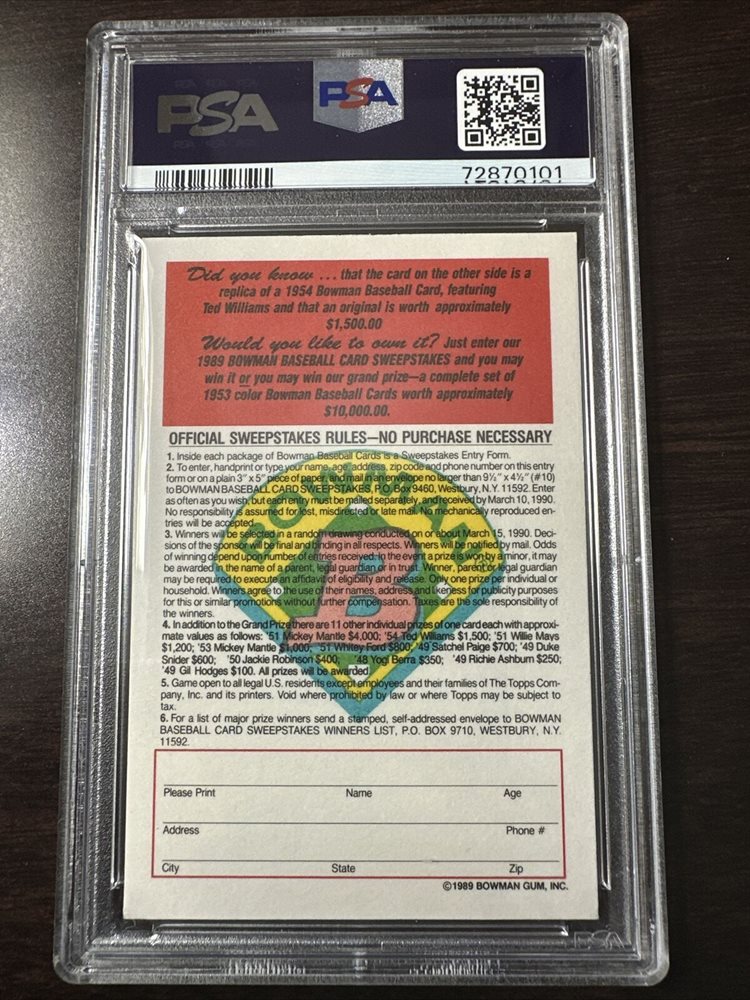 PSA
PSA
72870101
Did you know ... that the card on the other side is a
replica of a 1954 Bowman Baseball Card, featuring
Ted Williams and that an original is worth approximately
$1,500.00
Would you like to own it? Just enter our
1989 BOWMAN BASEBALL CARD SWEEPSTAKES and you may
win it or you may win our grand prize—a complete set of
1953 color Bowman Baseball Cards worth approximately
$10,000.00.
OFFICIAL SWEEPSTAKES RULES—NO PURCHASE NECESSARY
1. Inside each package of Bowman Baseball Cards is a Sweepstakes Entry Form.
2. To enter, handprint or type your name, full address, zip code and phone number on this entry
form or on a plain 3" x 5" piece of paper, and mail it in an envelope no larger than 9½" x 4½" (#10)
to BOWMAN BASEBALL CARD SWEEPSTAKES, P.O. Box 9460, Westbury, N.Y. 11592. Enter
as often as you wish, but each entry must be mailed separately, and received by March 10, 1990.
No responsibility is assumed for lost, misdirected or late mail. No mechanically reproduced en-
tries will be accepted.
3. Winners will be selected in a random drawing conducted on or about March 15, 1990. Deci-
sions of the sponsor will be final and binding in all respects. Winners will be notified by mail. Odds
of winning depend upon number of entries received. In the event a prize is won by a minor, it may
be awarded in the name of a parent, legal guardian in trust. Winner, parent or legal guardian
may be required to execute an affidavit of eligibility and release. Only one prize per individual or
household. Winners agree to the use of their name, address and likeness for publicity purposes
for this or similar promotions without further compensation. Taxes are the sole responsibility of
the winners.
4. In addition to the Grand Prize there are 11 other individual prizes of one card each with approxi-
mate values as follows: '51 Mickey Mantle $4,000; '54 Ted Williams $1,500; '51 Willie Mays
$1,200; '53 Mickey Mantle $1,000; '51 Whitey Ford $800; '49 Satchel Paige $700; '49 Duke
Snider $600; '50 Jackie Robinson $400; '48 Yogi Berra $350; '49 Richie Ashburn $250;
'49 Gil Hodges $100. All prizes will be awarded.
5. Game open to all legal U.S. residents except employees and their families of The Topps Com-
pany, Inc. and its printers. Void where prohibited by law or where Topps may be subject to
tax.
6. For a list of major prize winners send a stamped, self-addressed envelope to BOWMAN
BASEBALL CARD SWEEPSTAKES WINNERS LIST, P.O. BOX 9710, WESTBURY, N.Y.
11592.
BOWMAN
B
Please Print Name Age
Address Phone #
City State Zip
©1989 BOWMAN GUM, INC.
PSA